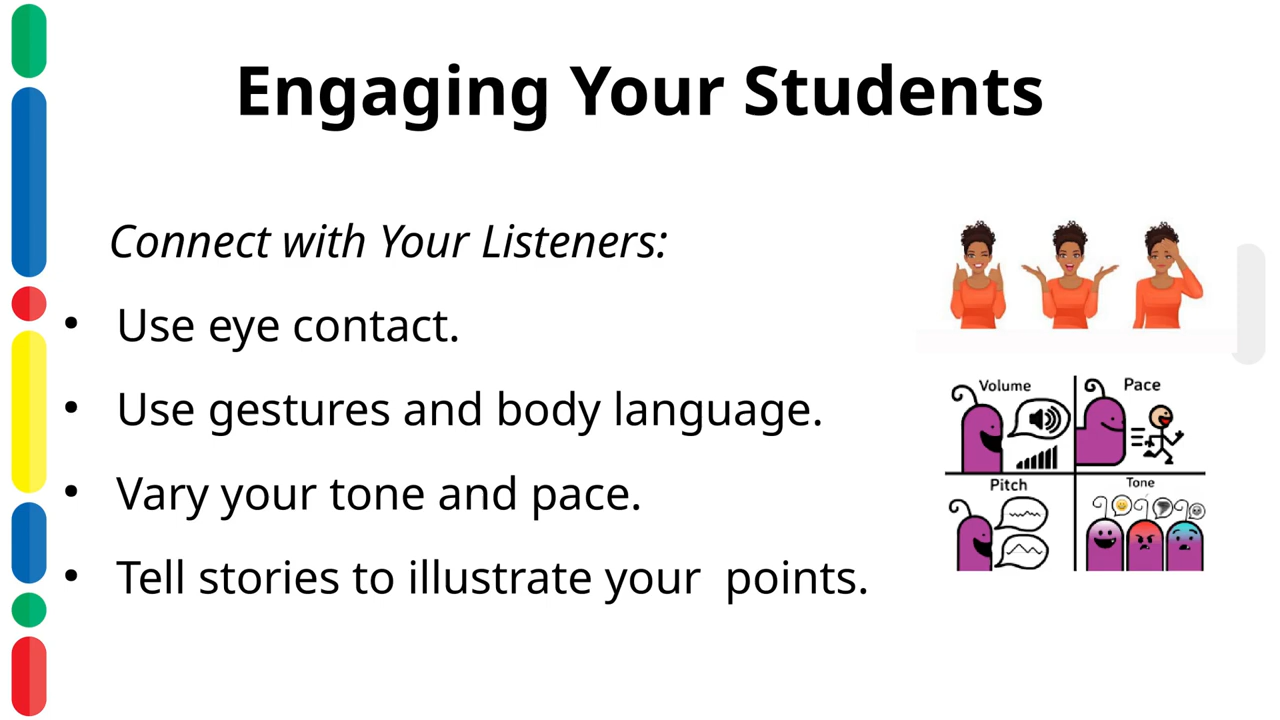 Engaging Your Students
Connect with Your Listeners:
• Use eye contact.
• Use gestures and body language.
• Vary your tone and pace.
• Tell stories to illustrate your  points.
Volume
Pace
Pitch
Tone